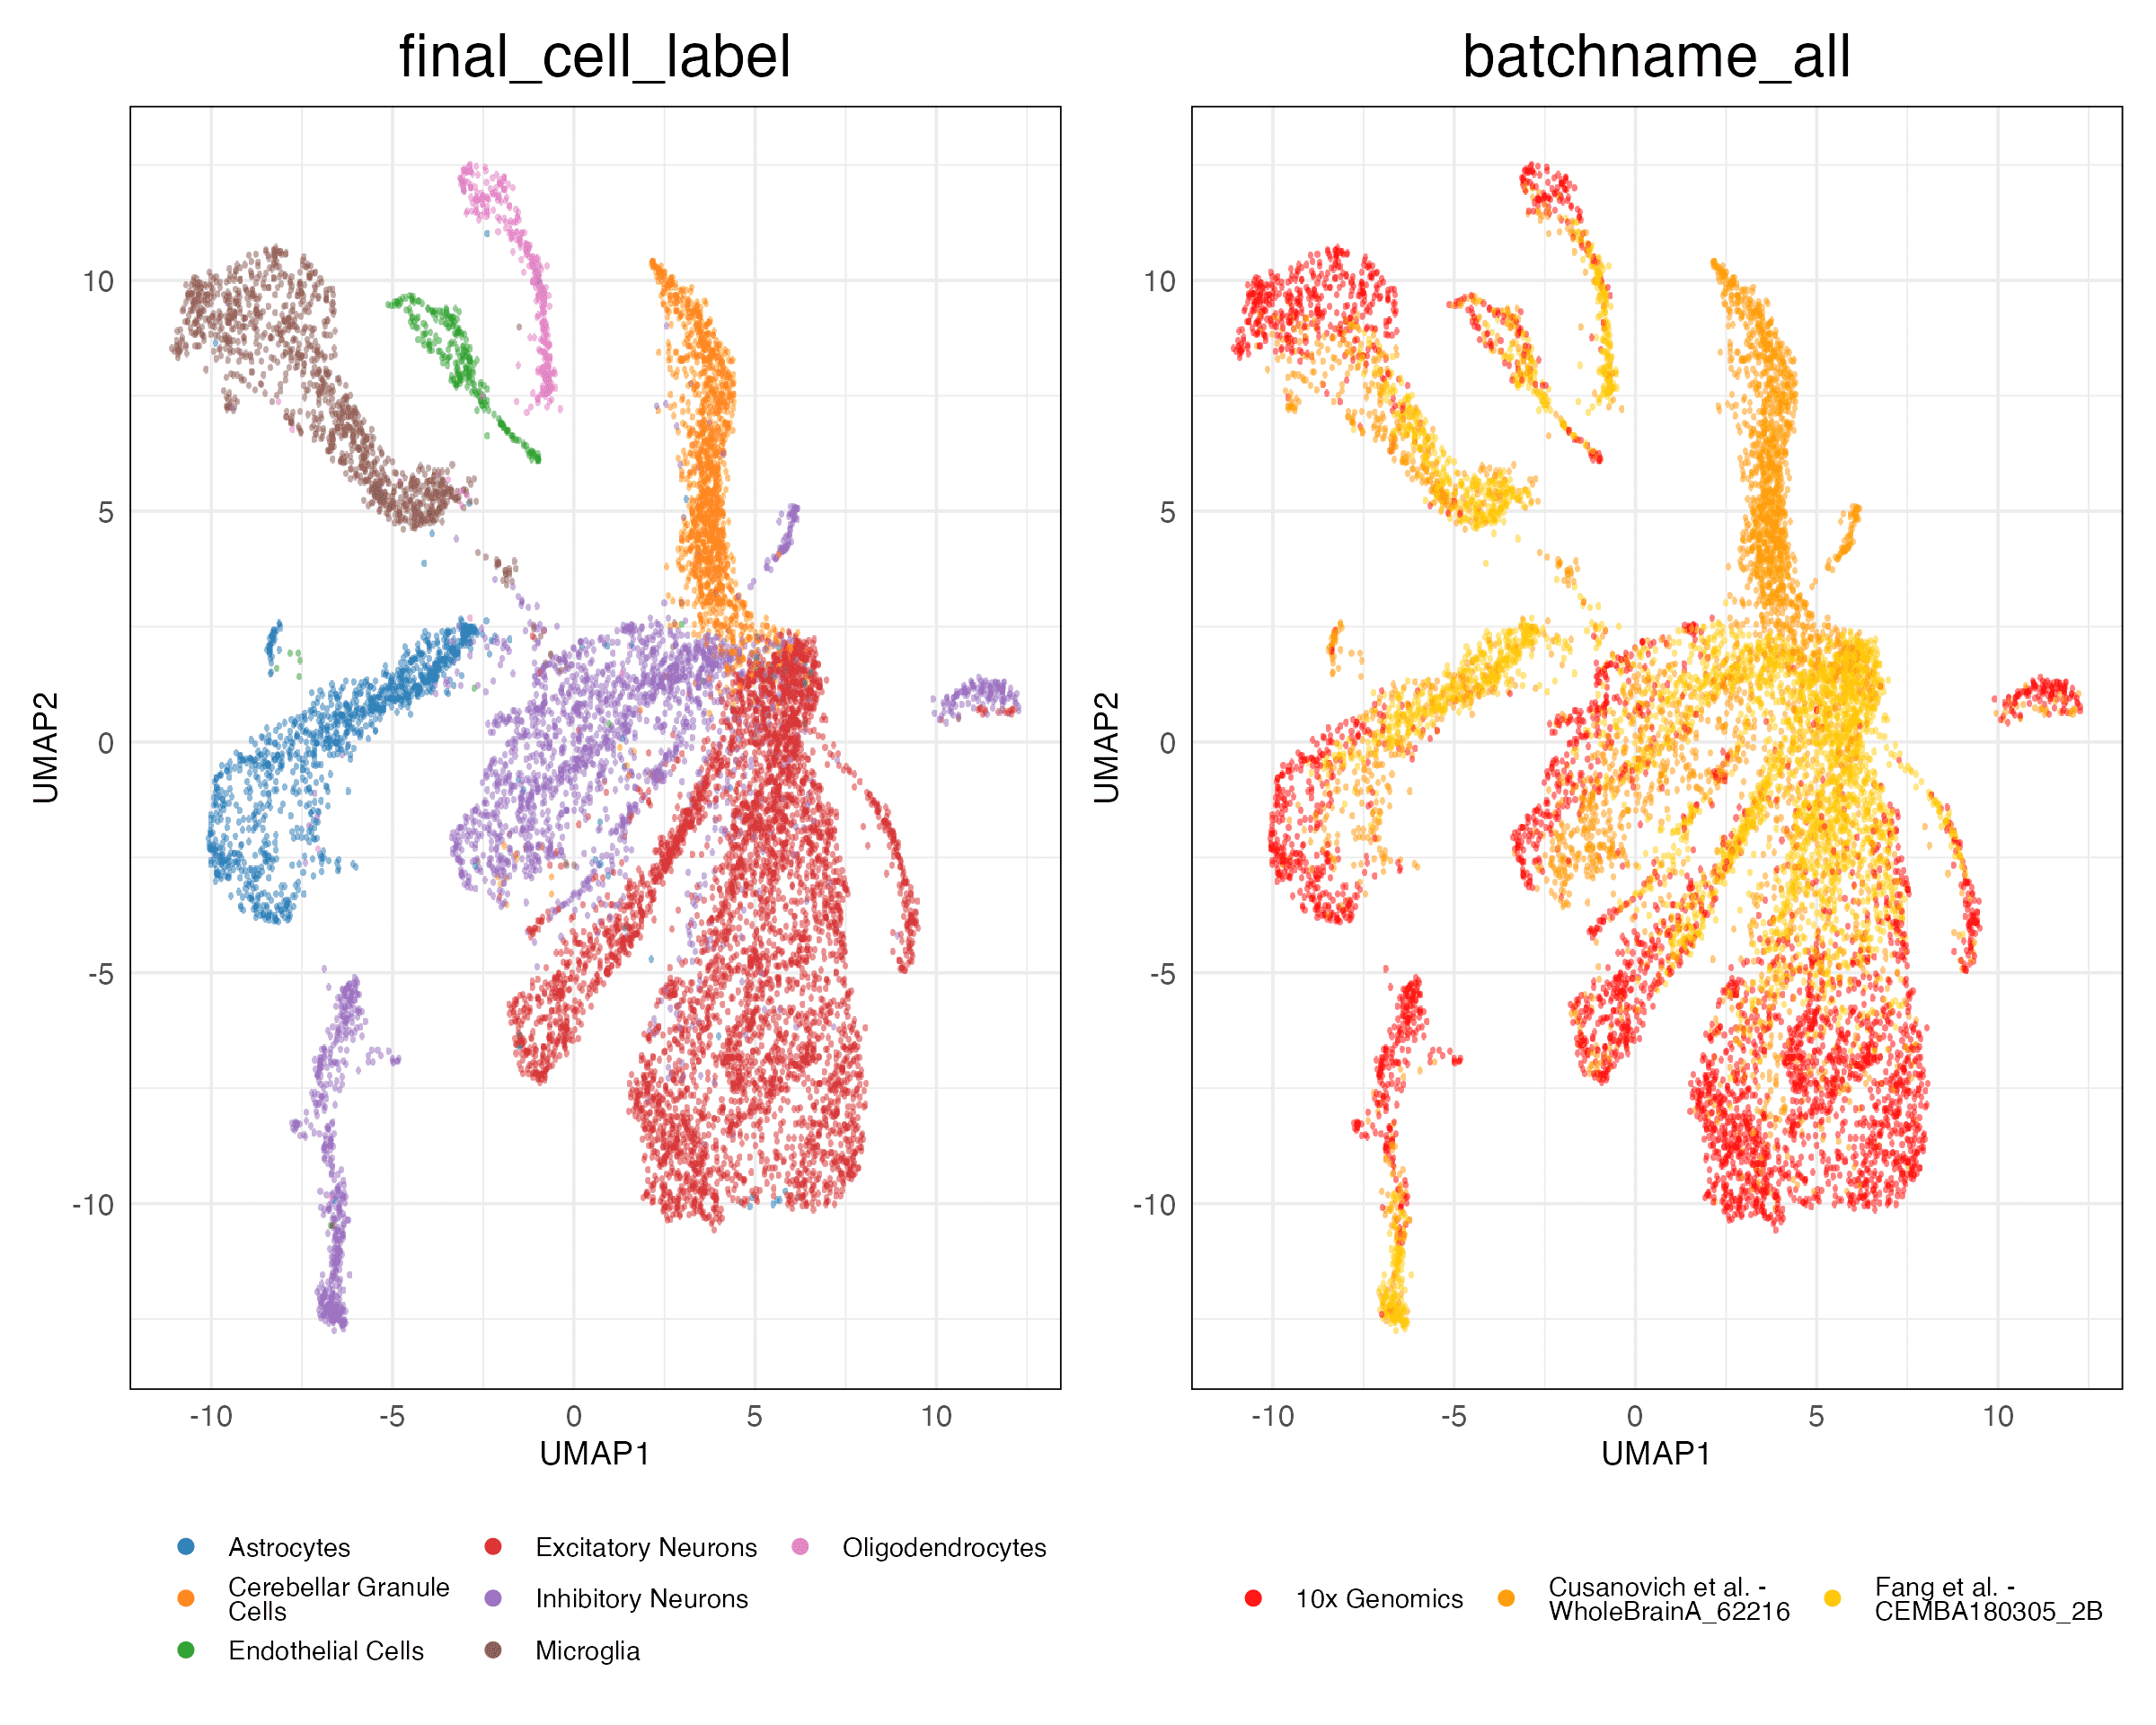 final_cell_label
batchname_all
UMAP2
10
5
0
-5
-10
-10
-5
0
5
10
UMAP1
UMAP2
10
5
0
-5
-10
-10
-5
0
5
10
UMAP1
Astrocytes
Cerebellar Granule
Cells
Endothelial Cells
Excitatory Neurons
Inhibitory Neurons
Microglia
Oligodendrocytes
10x Genomics
Cusanovich et al. -
WholeBrainA_62216
Fang et al. -
CEMBA180305_2B